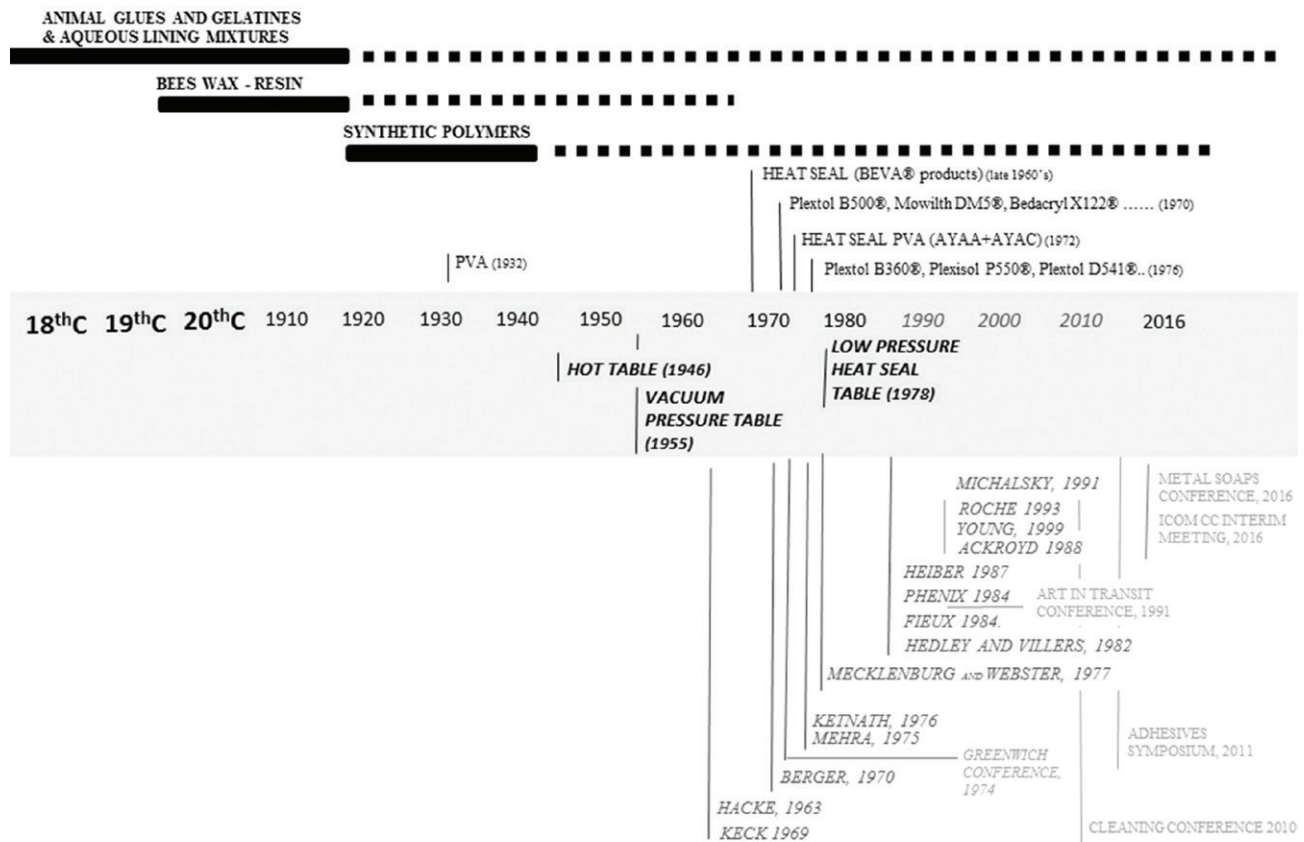 ANIMAL GLUES AND GELATINES
& AQUEOUS LINING MIXTURES
BEES WAX - RESIN
SYNTHETIC POLYMERS
HEAT SEAL (BEVA® products) (late 1960´s)
Plextol B500®, Mowilth DM5®, Bedacryl X122® ...... (1970)
HEAT SEAL PVA (AYAA+AYAC) (1972)
PVA (1932)
Plextol B360®, Plexisol P550®, Plextol D541®.. (1976)
18thC 19thC 20thC 1910 1920 1930 1940 1950 1960 1970 1980 1990 2000 2010 2016
HOT TABLE (1946)
VACUUM
PRESSURE TABLE
(1955)
LOW PRESSURE
HEAT SEAL
TABLE (1978)
MICHALSKY, 1991
ROCHE 1993
YOUNG, 1999
ACKROYD 1988
METAL SOAPS
CONFERENCE, 2016
ICOM CC INTERIM
MEETING, 2016
HEIBER 1987
PHENIX 1984
FIEUX 1984.
HEDLEY AND VILLERS, 1982
ART IN TRANSIT
CONFERENCE, 1991
MECKLENBURG AND WEBSTER, 1977
KETNATH, 1976
MEHRA, 1975
ADHESIVES
SYMPOSIUM, 2011
GREENWICH
CONFERENCE,
1974
BERGER, 1970
HACKE, 1963
KECK 1969
CLEANING CONFERENCE 2010